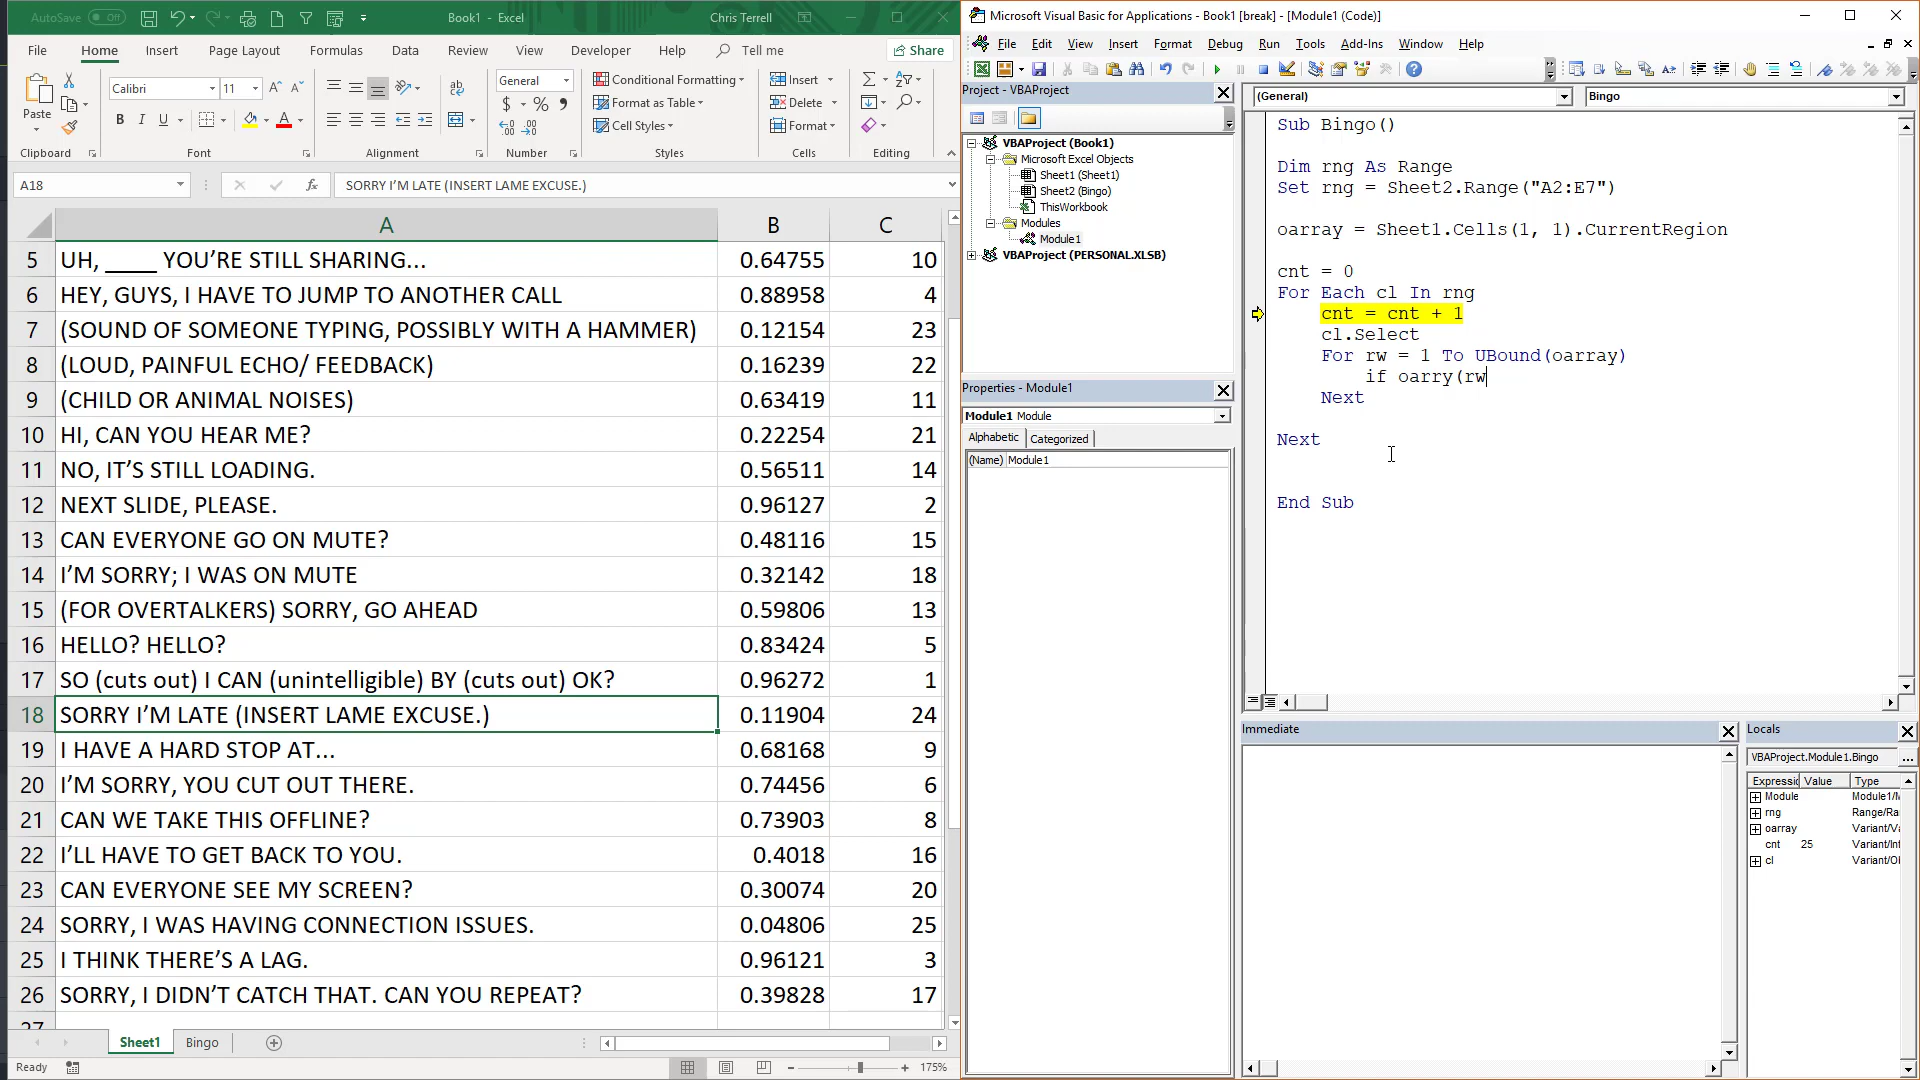 AutoSave Off
Book1 - Excel
Chris Terrell
File Home Insert Page Layout Formulas Data Review View Developer Help Tell me Share
Paste
Calibri 11
B I U
General
$ % ,
Conditional Formatting
Format as Table
Cell Styles
Insert
Delete
Format
Clipboard Font Alignment Number Styles Cells Editing
A18
fx
SORRY I'M LATE (INSERT LAME EXCUSE.)
A B C
5 UH, ____ YOU'RE STILL SHARING... 0.64755 10
6 HEY, GUYS, I HAVE TO JUMP TO ANOTHER CALL 0.88958 4
7 (SOUND OF SOMEONE TYPING, POSSIBLY WITH A HAMMER) 0.12154 23
8 (LOUD, PAINFUL ECHO/ FEEDBACK) 0.16239 22
9 (CHILD OR ANIMAL NOISES) 0.63419 11
10 HI, CAN YOU HEAR ME? 0.22254 21
11 NO, IT'S STILL LOADING. 0.56511 14
12 NEXT SLIDE, PLEASE. 0.96127 2
13 CAN EVERYONE GO ON MUTE? 0.48116 15
14 I'M SORRY; I WAS ON MUTE 0.32142 18
15 (FOR OVERTALKERS) SORRY, GO AHEAD 0.59806 13
16 HELLO? HELLO? 0.83424 5
17 SO (cuts out) I CAN (unintelligible) BY (cuts out) OK? 0.96272 1
18 SORRY I'M LATE (INSERT LAME EXCUSE.) 0.11904 24
19 I HAVE A HARD STOP AT... 0.68168 9
20 I'M SORRY, YOU CUT OUT THERE. 0.74456 6
21 CAN WE TAKE THIS OFFLINE? 0.73903 8
22 I'LL HAVE TO GET BACK TO YOU. 0.4018 16
23 CAN EVERYONE SEE MY SCREEN? 0.30074 20
24 SORRY, I WAS HAVING CONNECTION ISSUES. 0.04806 25
25 I THINK THERE'S A LAG. 0.96121 3
26 SORRY, I DIDN'T CATCH THAT. CAN YOU REPEAT? 0.39828 17
27
Sheet1 Bingo
Ready
175%
Microsoft Visual Basic for Applications - Book1 [break] - [Module1 (Code)]
File Edit View Insert Format Debug Run Tools Add-Ins Window Help
Project - VBAProject
VBAProject (Book1)
Microsoft Excel Objects
Sheet1 (Sheet1)
Sheet2 (Bingo)
ThisWorkbook
Modules
Module1
VBAProject (PERSONAL.XLSB)
Properties - Module1
Module1 Module
Alphabetic Categorized
(Name) Module1
(General) Bingo
Sub Bingo()
Dim rng As Range
Set rng = Sheet2.Range("A2:E7")
oarray = Sheet1.Cells(1, 1).CurrentRegion
cnt = 0
For Each cl In rng
cnt = cnt + 1
cl.Select
For rw = 1 To UBound(oarray)
if oarry(rw
Next
Next
End Sub
Immediate
Locals
VBAProject.Module1.Bingo ...
Expressic Value Type
Module Module1/M
rng Range/Ra
oarray Variant/Va
cnt 25 Variant/Int
cl Variant/Ol